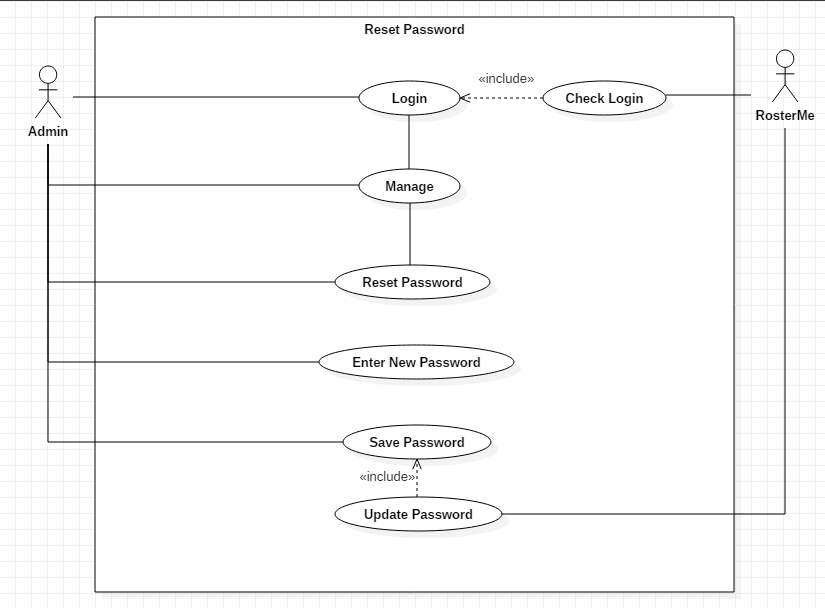 Reset Password
«include»
Login
Check Login
RosterMe
Admin
Manage
Reset Password
Enter New Password
Save Password
«include»
Update Password